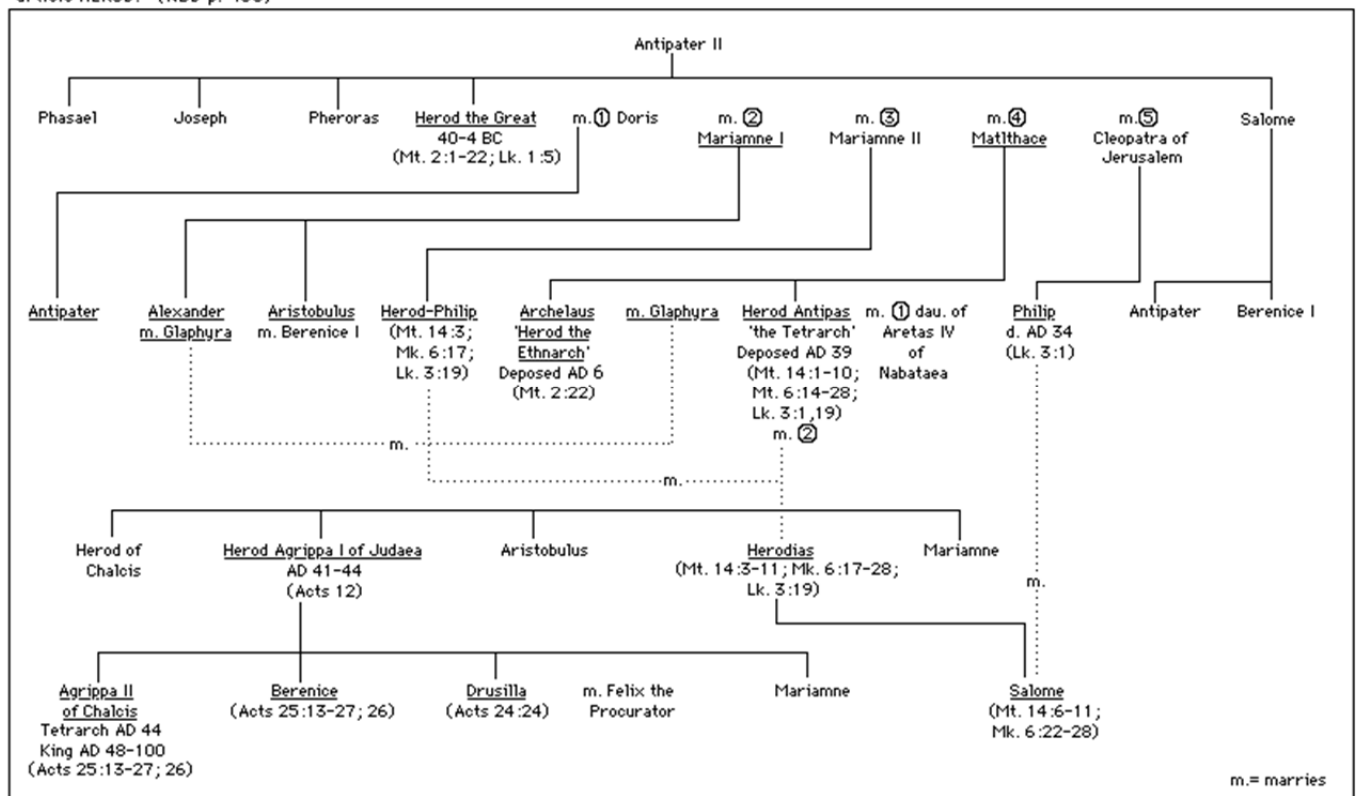 Antipater II
Phasael
Joseph
Pheroras
Herod the Great
40-4 BC
(Mt. 2:1-22; Lk. 1:5)
m. ① Doris
m. ②
Mariamne I
m. ③
Mariamne II
m. ④
Matlthace
m. ⑤
Cleopatra of
Jerusalem
Salome
Antipater
Alexander
m. Glaphyra
Aristobulus
m. Berenice I
Herod-Philip
(Mt. 14:3;
Mk. 6:17;
Lk. 3:19)
Archelaus
'Herod the
Ethnarch'
Deposed AD 6
(Mt. 2:22)
m. Glaphyra
Herod Antipas
'the Tetrarch'
Deposed AD 39
(Mt. 14:1-10;
Mt. 6:14-28;
Lk. 3:1,19)
m. ②
m. ① dau. of
Aretas IV
of
Nabataea
Philip
d. AD 34
(Lk. 3:1)
Antipater
Berenice I
m.
m.
Herod of
Chalcis
Herod Agrippa I of Judaea
AD 41-44
(Acts 12)
Aristobulus
Herodias
(Mt. 14:3-11; Mk. 6:17-28;
Lk. 3:19)
Mariamne
m.
Agrippa II
of Chalcis
Tetrarch AD 44
King AD 48-100
(Acts 25:13-27; 26)
Berenice
(Acts 25:13-27; 26)
Drusilla
(Acts 24:24)
m. Felix the
Procurator
Mariamne
Salome
(Mt. 14:6-11;
Mk. 6:22-28)
m.= marries